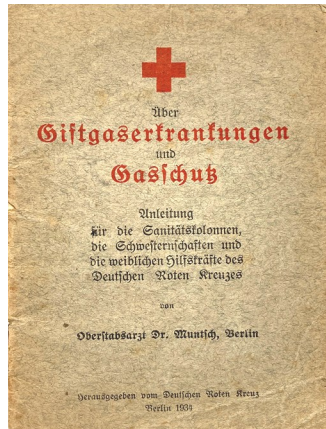 Über
Giftgaserkrankungen
und
Gasschutz
Anleitung
für die Sanitätskolonnen,
die Schwesternschaften und
die weiblichen Hilfskräfte des
Deutschen Roten Kreuzes
von
Oberstabsarzt Dr. Muntsch, Berlin
Herausgegeben vom Deutschen Roten Kreuz
Berlin 1934